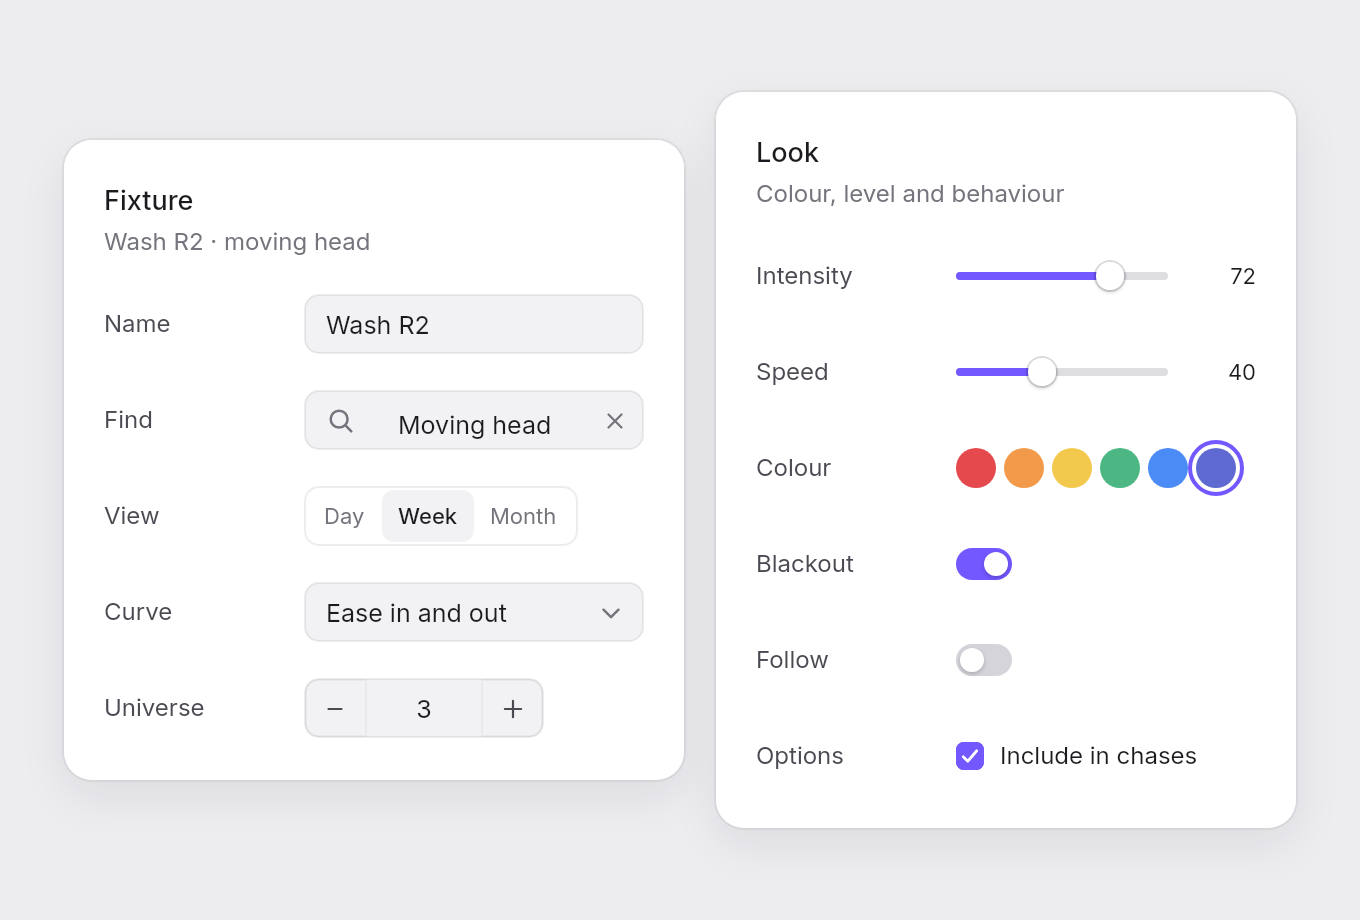 Fixture
Wash R2 · moving head
Name
Wash R2
Find
Moving head
View
Day Week Month
Curve
Ease in and out
Universe
3
Look
Colour, level and behaviour
Intensity
72
Speed
40
Colour
Blackout
Follow
Options
Include in chases